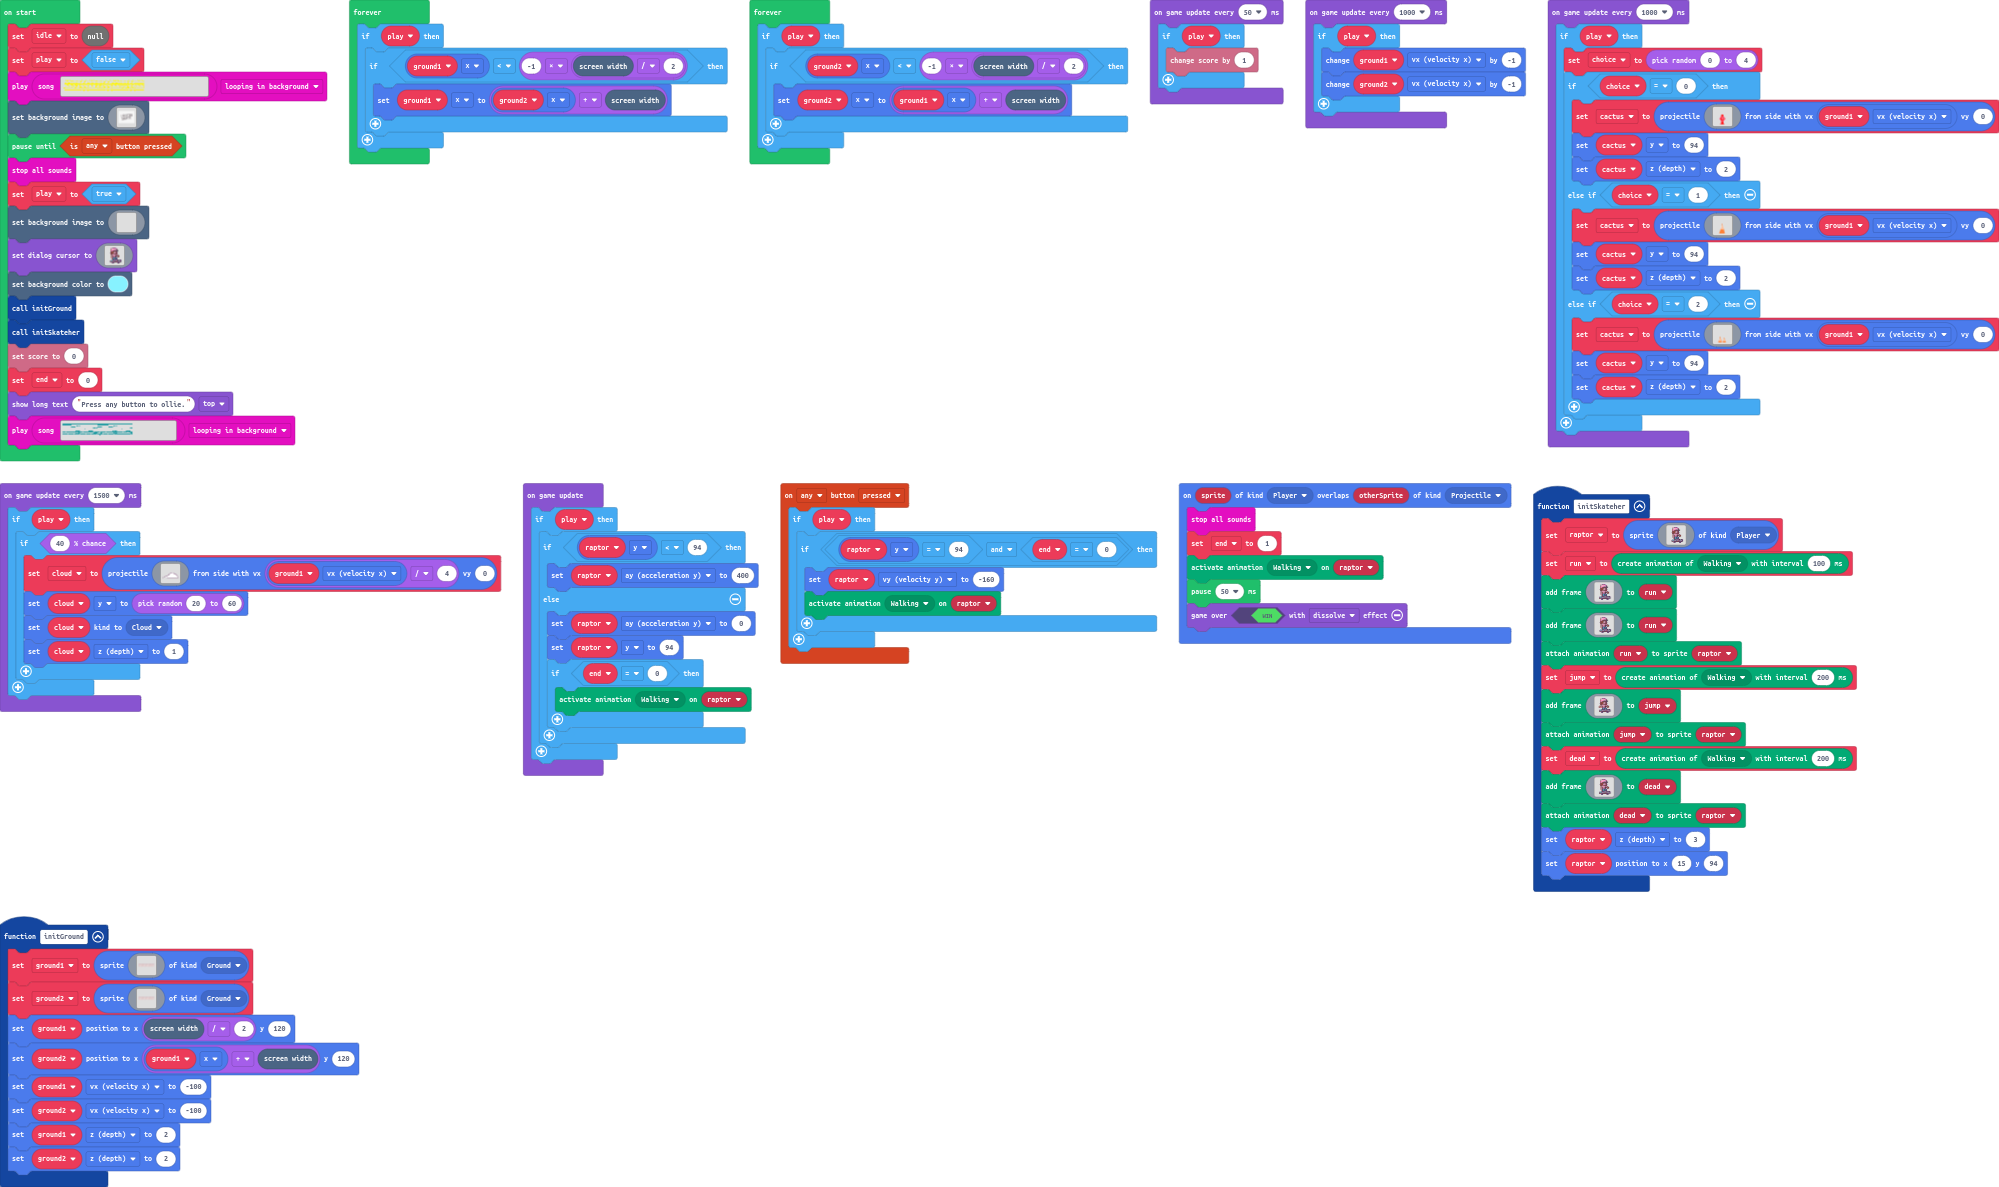 on start
set idle to null
set play to false
play song looping in background
set background image to
pause until is any button pressed
stop all sounds
set play to true
set background image to
set dialog cursor to
set background color to
call initGround
call initSkateher
set score to 0
set end to 0
show long text "Press any button to ollie." top
play song looping in background
forever
if play then
if ground1 x < -1 × screen width / 2 then
set ground1 x to ground2 x + screen width
forever
if play then
if ground2 x < -1 × screen width / 2 then
set ground2 x to ground1 x + screen width
on game update every 50 ms
if play then
change score by 1
on game update every 1000 ms
if play then
change ground1 vx (velocity x) by -1
change ground2 vx (velocity x) by -1
on game update every 1000 ms
if play then
set choice to pick random 0 to 4
if choice = 0 then
set cactus to projectile from side with vx ground1 vx (velocity x) vy 0
set cactus y to 94
set cactus z (depth) to 2
else if choice = 1 then
set cactus to projectile from side with vx ground1 vx (velocity x) vy 0
set cactus y to 94
set cactus z (depth) to 2
else if choice = 2 then
set cactus to projectile from side with vx ground1 vx (velocity x) vy 0
set cactus y to 94
set cactus z (depth) to 2
on game update every 1500 ms
if play then
if 40 % chance then
set cloud to projectile from side with vx ground1 vx (velocity x) / 4 vy 0
set cloud y to pick random 20 to 60
set cloud kind to Cloud
set cloud z (depth) to 1
on game update
if play then
if raptor y < 94 then
set raptor ay (acceleration y) to 400
else
set raptor ay (acceleration y) to 0
set raptor y to 94
if end = 0 then
activate animation Walking on raptor
on any button pressed
if play then
if raptor y = 94 and end = 0 then
set raptor vy (velocity y) to -160
activate animation Walking on raptor
on sprite of kind Player overlaps otherSprite of kind Projectile
stop all sounds
set end to 1
activate animation Walking on raptor
pause 50 ms
game over WIN with dissolve effect
function initSkateher
set raptor to sprite of kind Player
set run to create animation of Walking with interval 100 ms
add frame to run
add frame to run
attach animation run to sprite raptor
set jump to create animation of Walking with interval 200 ms
add frame to jump
attach animation jump to sprite raptor
set dead to create animation of Walking with interval 200 ms
add frame to dead
attach animation dead to sprite raptor
set raptor z (depth) to 3
set raptor position to x 15 y 94
function initGround
set ground1 to sprite of kind Ground
set ground2 to sprite of kind Ground
set ground1 position to x screen width / 2 y 120
set ground2 position to x ground1 x + screen width y 120
set ground1 vx (velocity x) to -100
set ground2 vx (velocity x) to -100
set ground1 z (depth) to 2
set ground2 z (depth) to 2